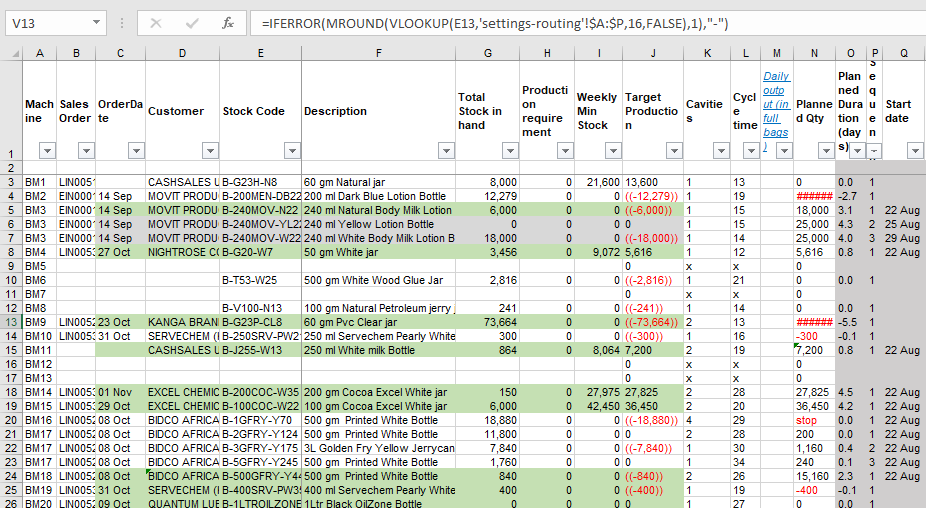 V13 =IFERROR(MROUND(VLOOKUP(E13,'settings-routing'!$A:$P,16,FALSE),1),"-")
A B C D E F G H I J K L M N O P Q
1 Machine Sales Order OrderDate Customer Stock Code Description Total Stock in hand Production requirement Weekly Min Stock Target Production Cavities Cycle time Daily output (in full bags) Planned Qty Planned Duration (days) Sequen Start date
2
3 BM1 LIN0051 CASHSALES U B-G23H-N8 60 gm Natural jar 8,000 0 21,600 13,600 1 13 0 0.0 1
4 BM2 EIN0001 14 Sep MOVIT PRODU B-200MEN-DB22 200 ml Dark Blue Lotion Bottle 12,279 0 0 ((-12,279)) 1 19 ###### -2.7 1
5 BM3 EIN0001 14 Sep MOVIT PRODU B-240MOV-N22 240 ml Natural Body Milk Lotion 6,000 0 0 ((-6,000)) 1 15 18,000 3.1 1 22 Aug
6 BM3 EIN0001 14 Sep MOVIT PRODU B-240MOV-YL22 240 ml Yellow Lotion Bottle 0 0 0 0 1 15 25,000 4.3 2 25 Aug
7 BM3 EIN0001 14 Sep MOVIT PRODU B-240MOV-W22 240 ml White Body Milk Lotion B 18,000 0 0 ((-18,000)) 1 14 25,000 4.0 3 29 Aug
8 BM4 LIN0053 27 Oct NIGHTROSE CO B-G20-W7 50 gm White jar 3,456 0 9,072 5,616 1 12 5,616 0.8 1 22 Aug
9 BM5 0 x x 0
10 BM6 B-T53-W25 500 gm White Wood Glue Jar 2,816 0 0 ((-2,816)) 1 21 0 0.0 1
11 BM7 0 x x 0
12 BM8 B-V100-N13 100 gm Natural Petroleum jerry 241 0 0 ((-241)) 1 14 0 0.0 1
13 BM9 LIN0052 23 Oct KANGA BRAN B-G23P-CL8 60 gm Pvc Clear jar 73,664 0 0 ((-73,664)) 2 13 ###### -5.5 1
14 BM10 LIN0053 31 Oct SERVECHEM (I B-250SRV-PW2 250 ml Servechem Pearly White 300 0 0 ((-300)) 1 16 -300 -0.1 1
15 BM11 CASHSALES U B-J255-W13 250 ml White milk Bottle 864 0 8,064 7,200 2 19 7,200 0.8 1 22 Aug
16 BM12 0 x x 0
17 BM13 0 x x 0
18 BM14 LIN0053 01 Nov EXCEL CHEMIC B-200COC-W35 200 gm Cocoa Excel White jar 150 0 27,975 27,825 2 28 27,825 4.5 1 22 Aug
19 BM15 LIN0053 29 Oct EXCEL CHEMIC B-100COC-W22 100 gm Cocoa Excel White jar 6,000 0 42,450 36,450 2 20 36,450 4.2 1 22 Aug
20 BM16 LIN0052 08 Oct BIDCO AFRICA B-1GFRY-Y70 500 gm Printed White Bottle 18,880 0 0 ((-18,880)) 4 29 stop 0.0 1 22 Aug
21 BM17 LIN0052 08 Oct BIDCO AFRICA B-2GFRY-Y124 500 gm Printed White Bottle 11,800 0 0 0 2 28 200 0.0 1 22 Aug
22 BM17 LIN0052 08 Oct BIDCO AFRICA B-3GFRY-Y175 3L Golden Fry Yellow Jerrycan 7,840 0 0 ((-7,840)) 1 30 1,160 0.4 2 22 Aug
23 BM17 LIN0052 08 Oct BIDCO AFRICA B-5GFRY-Y245 500 gm Printed White Bottle 1,760 0 0 0 1 34 240 0.1 3 22 Aug
24 BM18 LIN0052 08 Oct BIDCO AFRICA B-500GFRY-Y44 500 gm Printed White Bottle 840 0 0 ((-840)) 2 26 15,160 2.3 1 22 Aug
25 BM19 LIN0053 31 Oct SERVECHEM (I B-400SRV-PW39 400 ml Servechem Pearly White 400 0 0 ((-400)) 1 19 -400 -0.1 1
26 BM20 LIN0052 09 Oct QUANTUM LUB B-1LTROILZONE 1Ltr Black OilZone Bottle 0 0 0 0 1 27 0 0.0 1